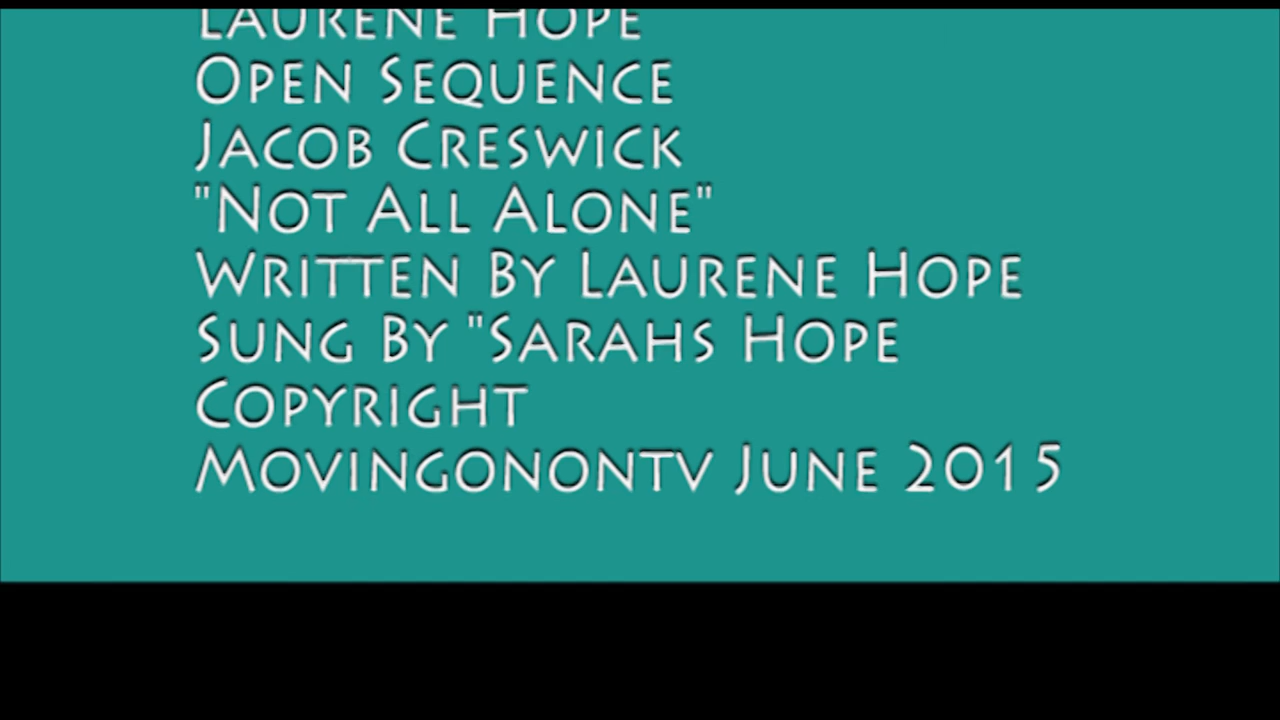 Laurene Hope
Open Sequence
Jacob Creswick
"Not All Alone"
Written By Laurene Hope
Sung By "Sarahs Hope
Copyright
Movingonontv June 2015